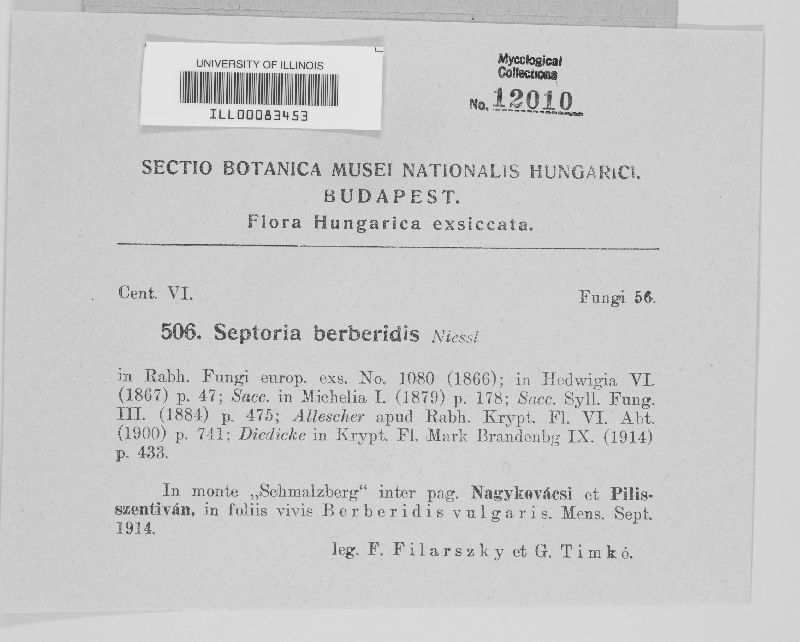 UNIVERSITY OF ILLINOIS
ILL00083453
Mycological
Collections
No. 12010
SECTIO BOTANICA MUSEI NATIONALIS HUNGARICI.
BUDAPEST.
Flora Hungarica exsiccata.
Cent. VI.
Fungi 56.
506. Septoria berberidis Niessl
in Rabh. Fungi europ. exs. No. 1080 (1866); in Hedwigia VI.
(1867) p. 47; Sacc. in Michelia I. (1879) p. 178; Sacc. Syll. Fung.
III. (1884) p. 475; Allescher apud Rabh. Krypt. Fl. VI. Abt.
(1900) p. 741; Diedicke in Krypt. Fl. Mark Brandenbg IX. (1914)
p. 433.
In monte „Schmalzberg“ inter pag. Nagykovácsi et Pilis-
szentiván, in foliis vivis Berberidis vulgaris. Mens. Sept.
1914.
leg. F. Filarszky et G. Timkó.